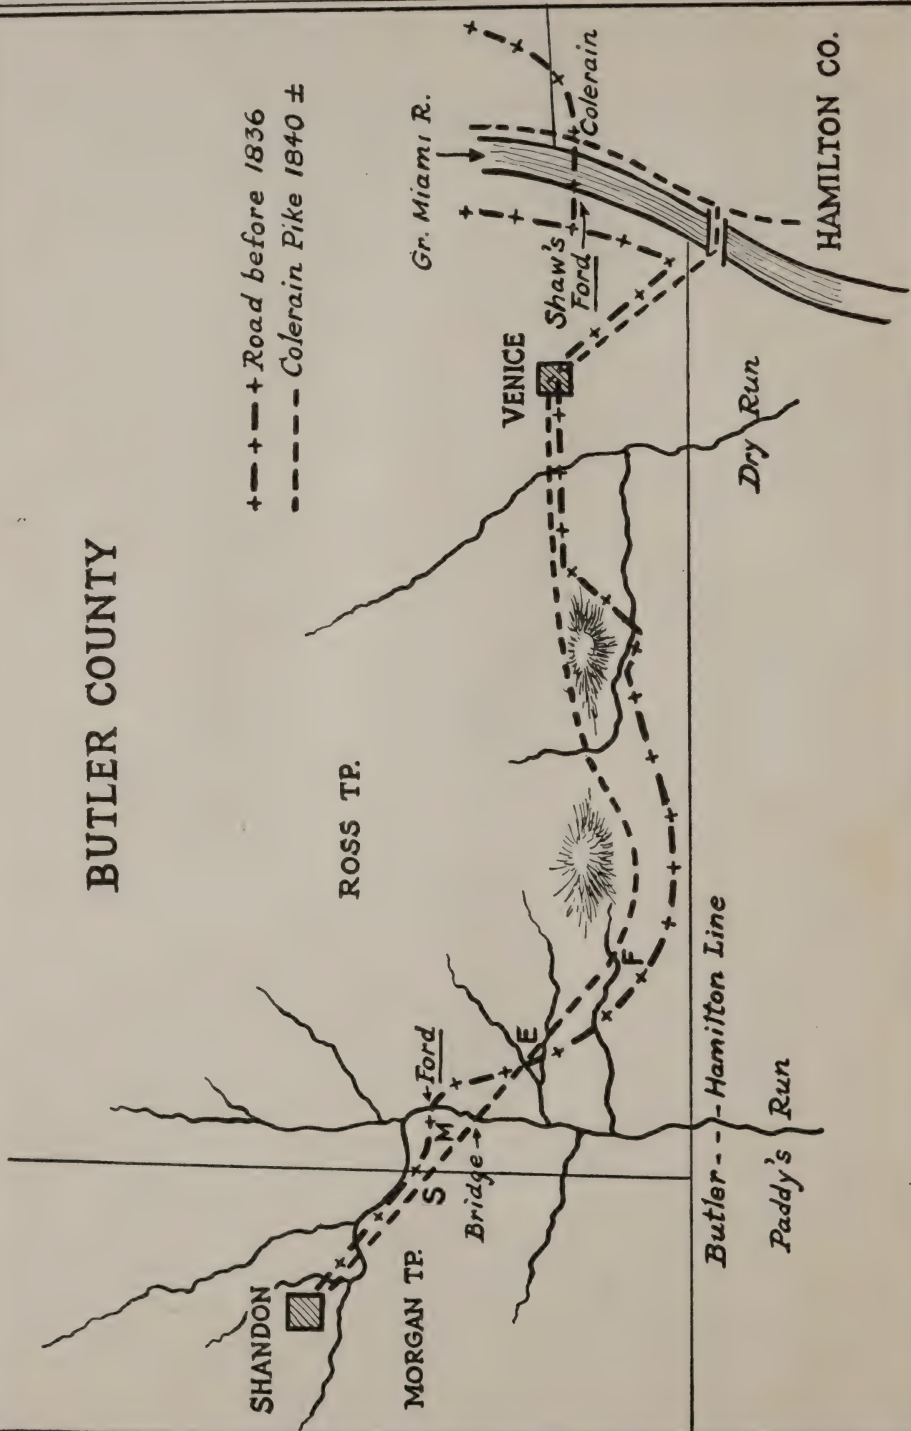 BUTLER COUNTY
+—+—+ Road before 1836
---- Colerain Pike 1840 ±
Gr. Miami R.
Colerain
Shaw's
Ford
HAMILTON CO.
VENICE
Dry Run
ROSS TP.
Ford
E
F
M
S
Bridge
SHANDON
MORGAN TP.
Butler - - - Hamilton Line
Paddy's Run